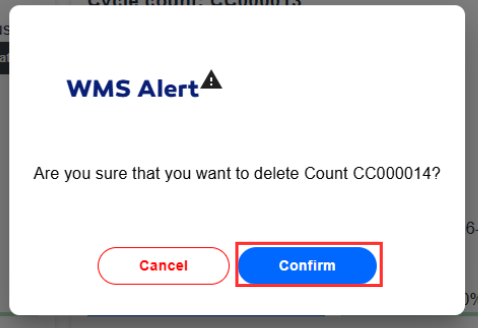 Cycle count: CC000013
WMS Alert
Are you sure that you want to delete Count CC000014?
Cancel
Confirm